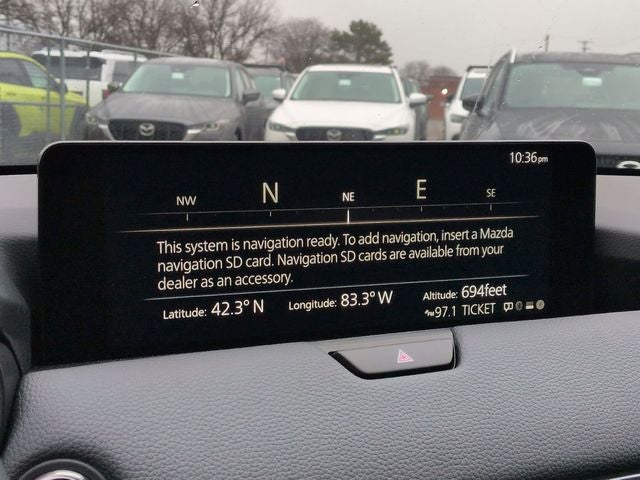 10:36pm
NW N NE E SE
This system is navigation ready. To add navigation, insert a Mazda
navigation SD card. Navigation SD cards are available from your
dealer as an accessory.
Latitude: 42.3° N Longitude: 83.3° W Altitude: 694feet
97.1 TICKET